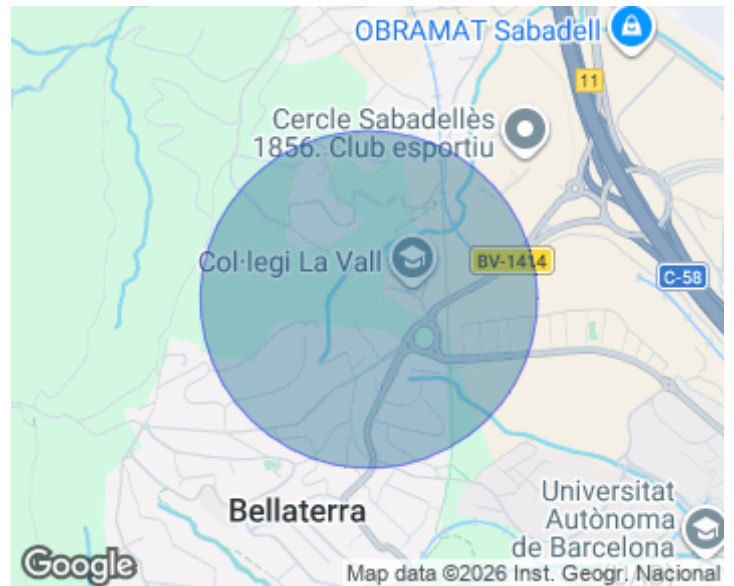 OBRAMAT Sabadell
11
Cercle Sabadellès
1856. Club esportiu
Col·legi La Vall
BV-1414
C-58
Bellaterra
Universitat
Autònoma
de Barcelona
Google
Map data ©2026 Inst. Geogr. Nacional